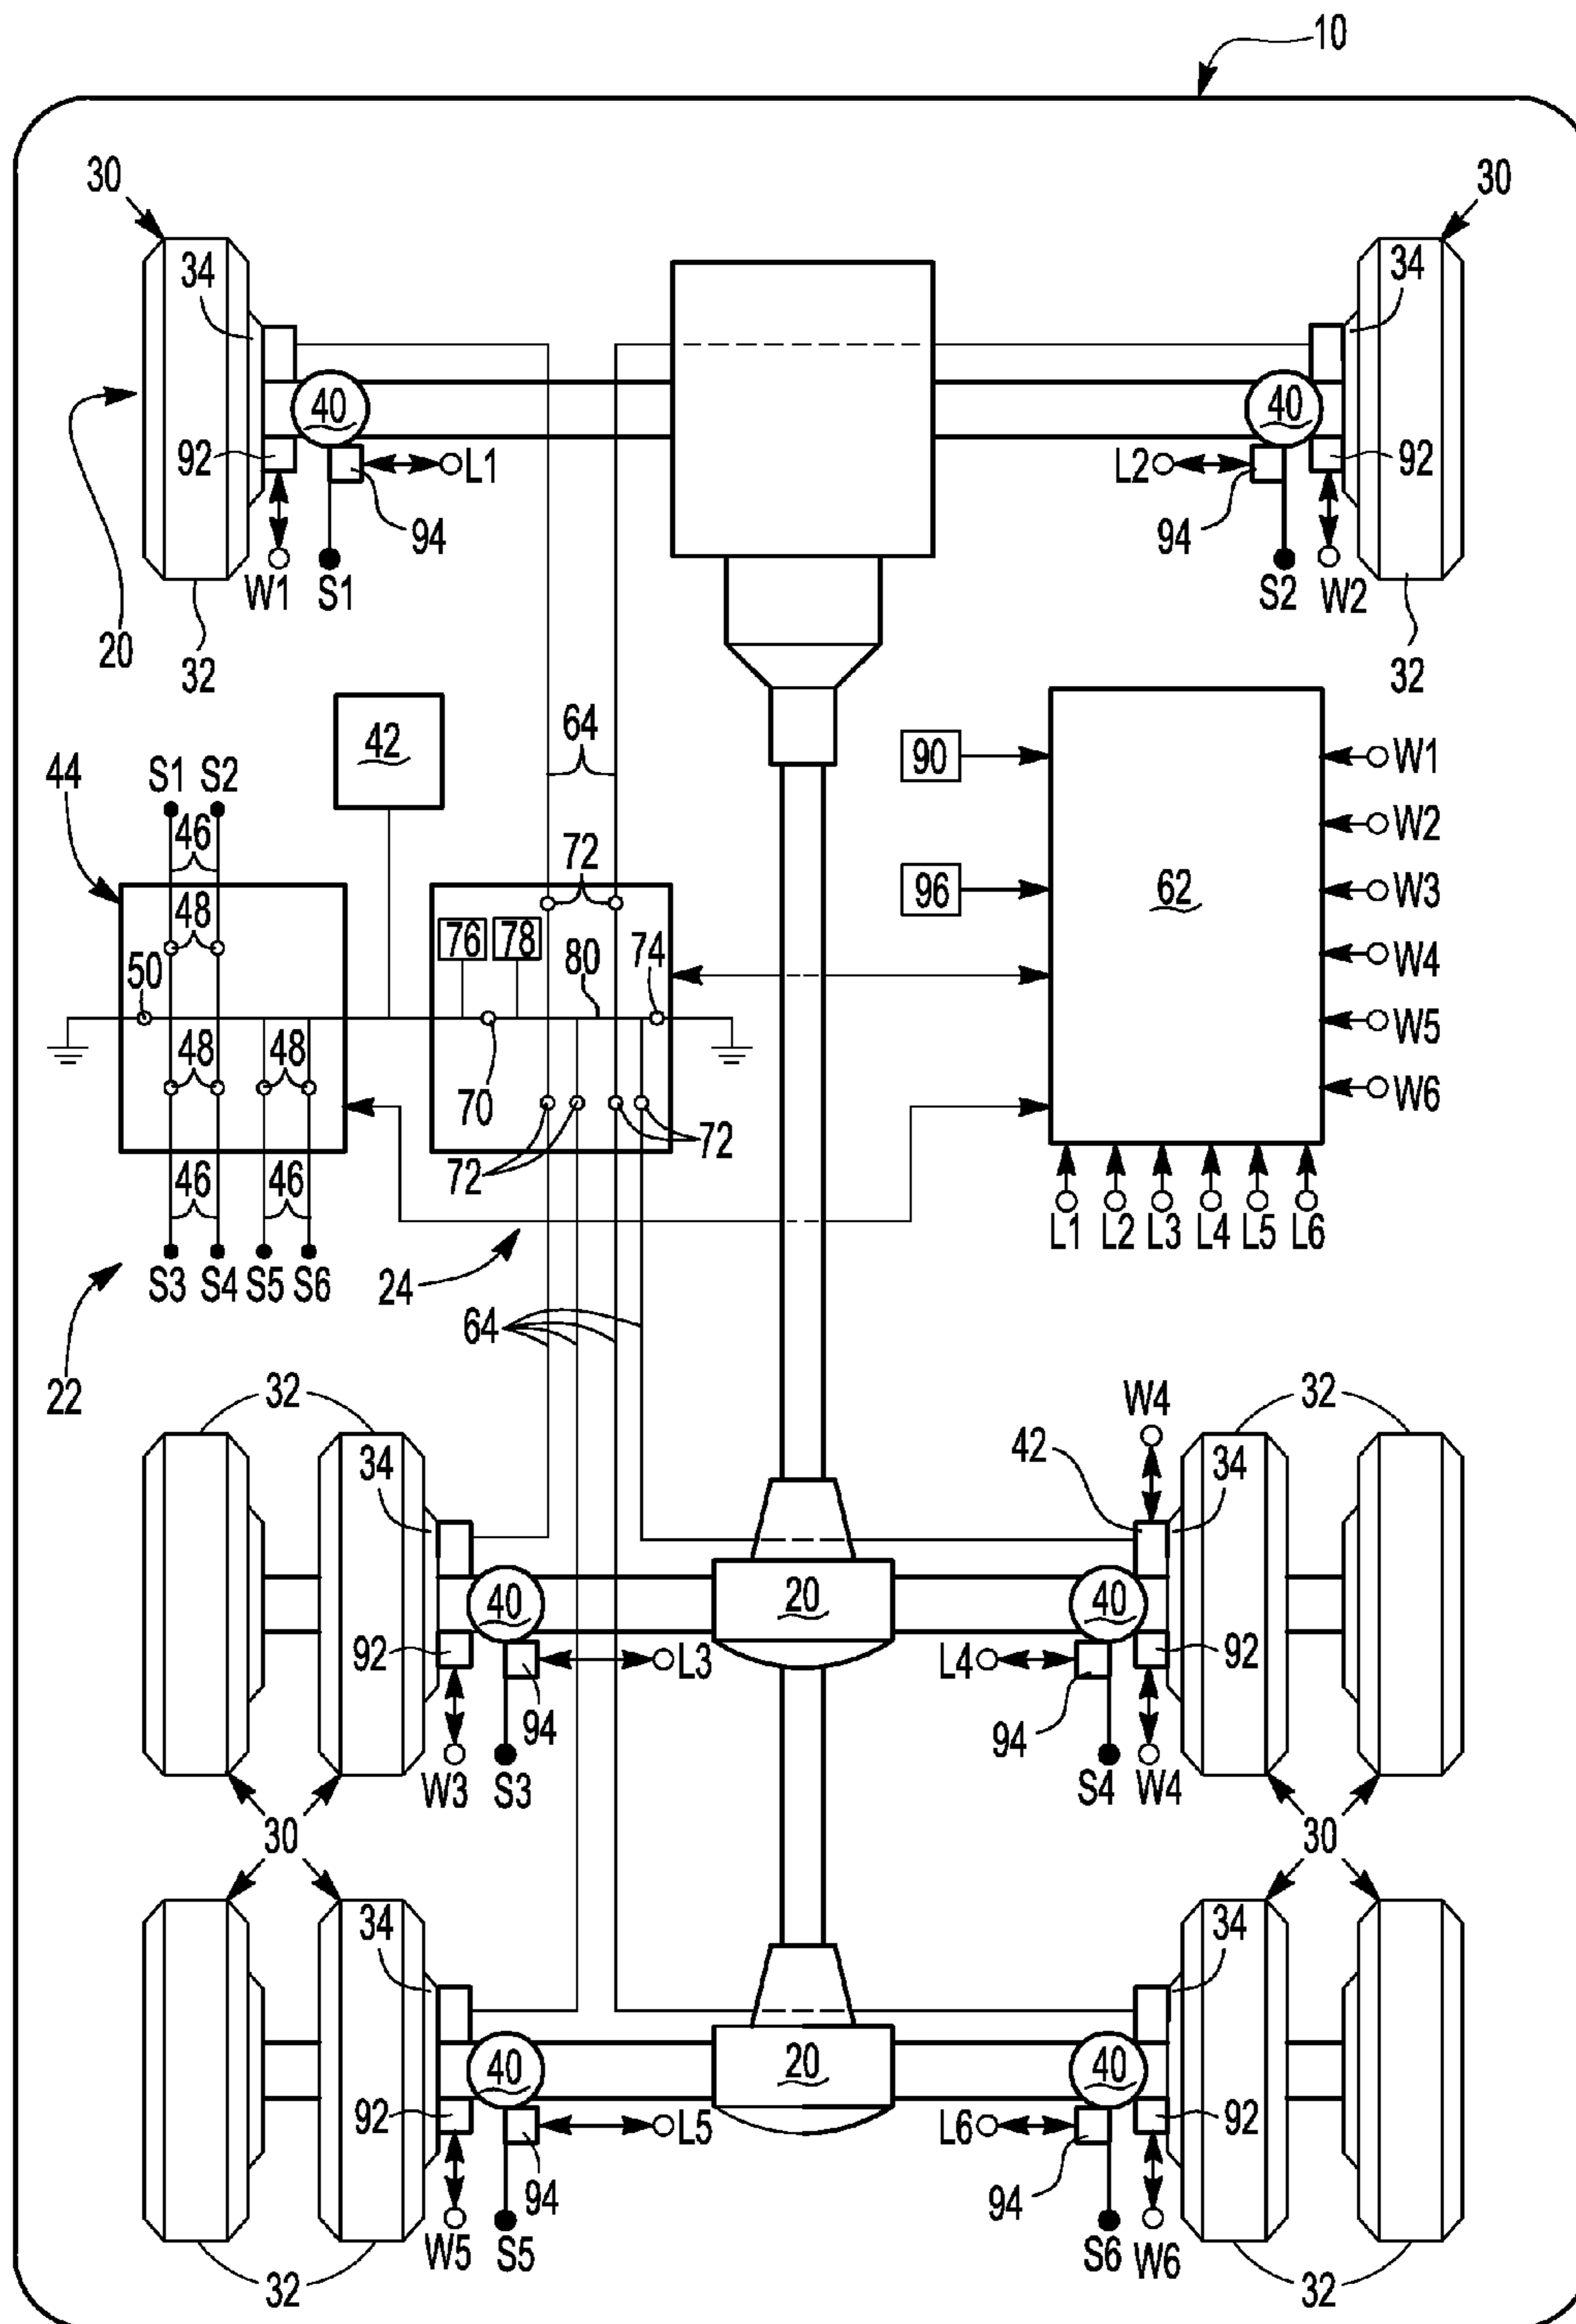 10
30 30
34 34
40 40
92 L1 L2 92
94 94
W1 S1 S2 W2
20 32 32
42 64
44 S1 S2 90 W1
46 W2
72
48 76 78 80 74 96 62 W3
50 W4
48 48 W5
70 W6
72 72
46 46
L1 L2 L3 L4 L5 L6
S3 S4 S5 S6 24
64
22 32 W4 32
34 42 34
40 20 40
92 L3 L4 92
94 94
W3 S3 S4 W4
30 30
34 34
40 20 40
92 L5 L6 92
94 94
W5 S5 S6 W6
32 32